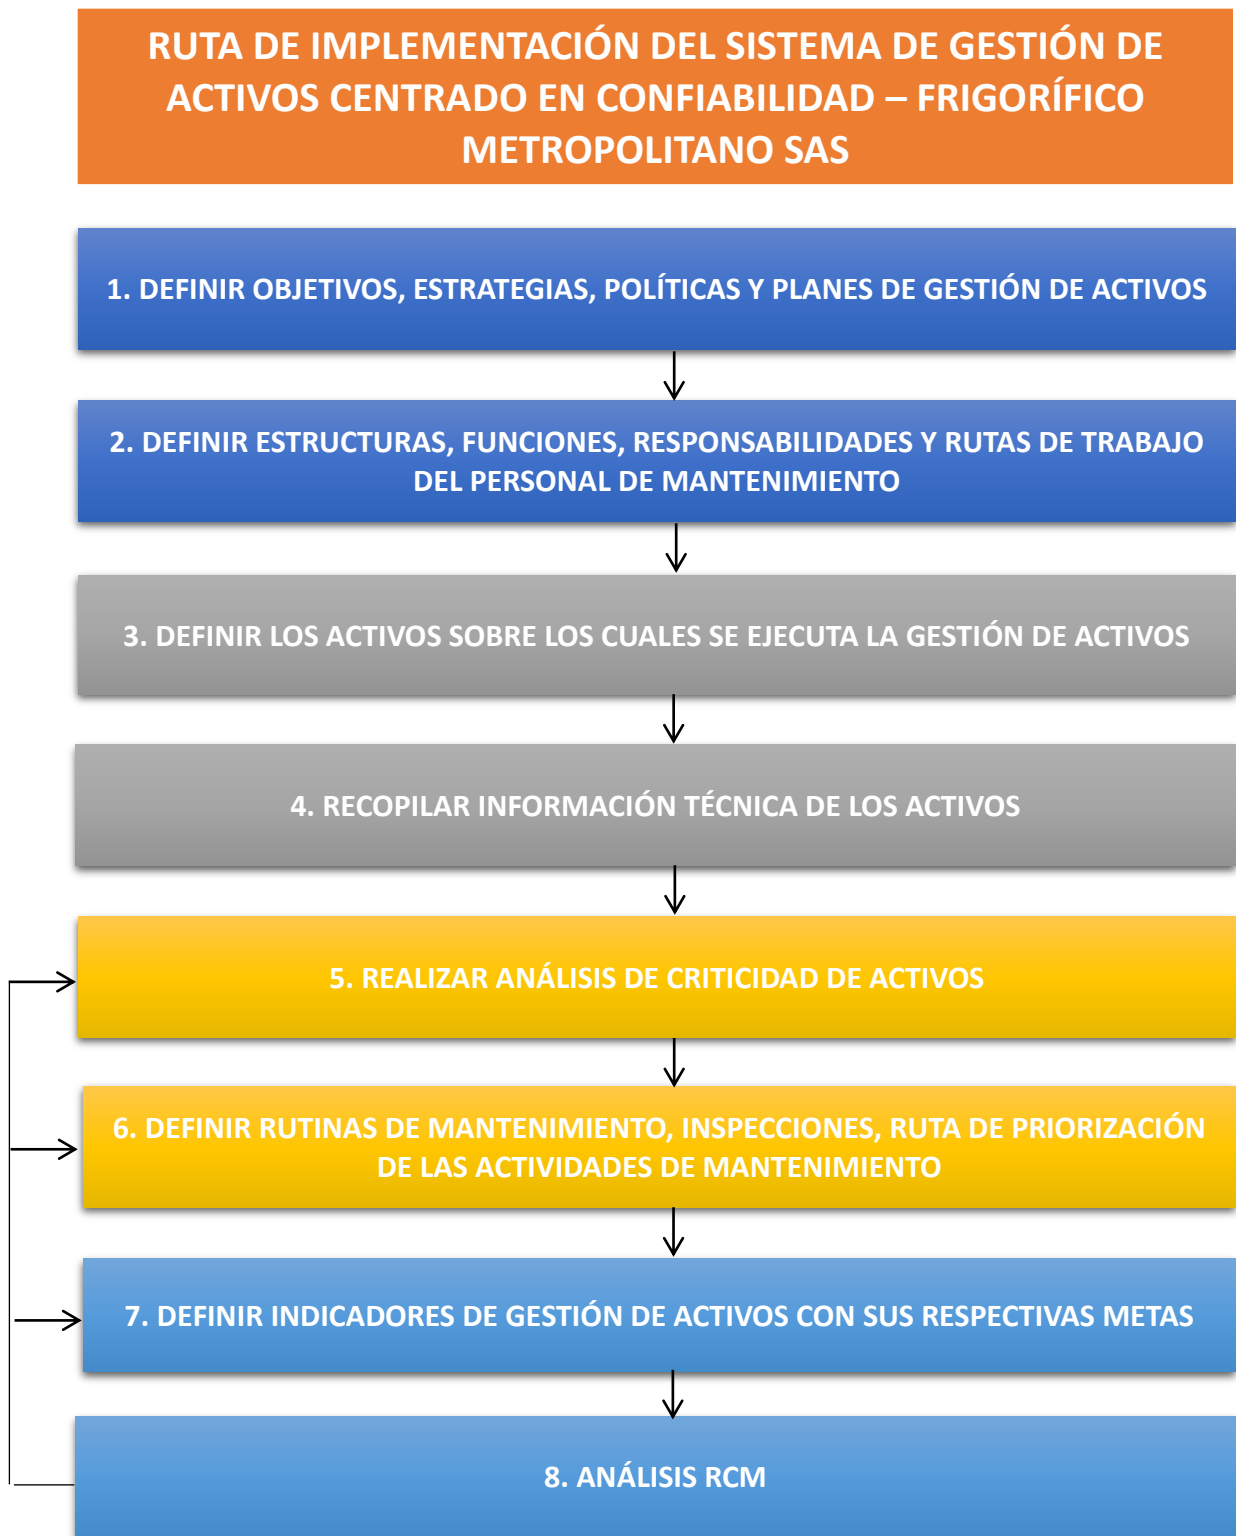 RUTA DE IMPLEMENTACIÓN DEL SISTEMA DE GESTIÓN DE
ACTIVOS CENTRADO EN CONFIABILIDAD – FRIGORÍFICO
METROPOLITANO SAS
1. DEFINIR OBJETIVOS, ESTRATEGIAS, POLÍTICAS Y PLANES DE GESTIÓN DE ACTIVOS
2. DEFINIR ESTRUCTURAS, FUNCIONES, RESPONSABILIDADES Y RUTAS DE TRABAJO
DEL PERSONAL DE MANTENIMIENTO
3. DEFINIR LOS ACTIVOS SOBRE LOS CUALES SE EJECUTA LA GESTIÓN DE ACTIVOS
4. RECOPILAR INFORMACIÓN TÉCNICA DE LOS ACTIVOS
5. REALIZAR ANÁLISIS DE CRITICIDAD DE ACTIVOS
6. DEFINIR RUTINAS DE MANTENIMIENTO, INSPECCIONES, RUTA DE PRIORIZACIÓN
DE LAS ACTIVIDADES DE MANTENIMIENTO
7. DEFINIR INDICADORES DE GESTIÓN DE ACTIVOS CON SUS RESPECTIVAS METAS
8. ANÁLISIS RCM